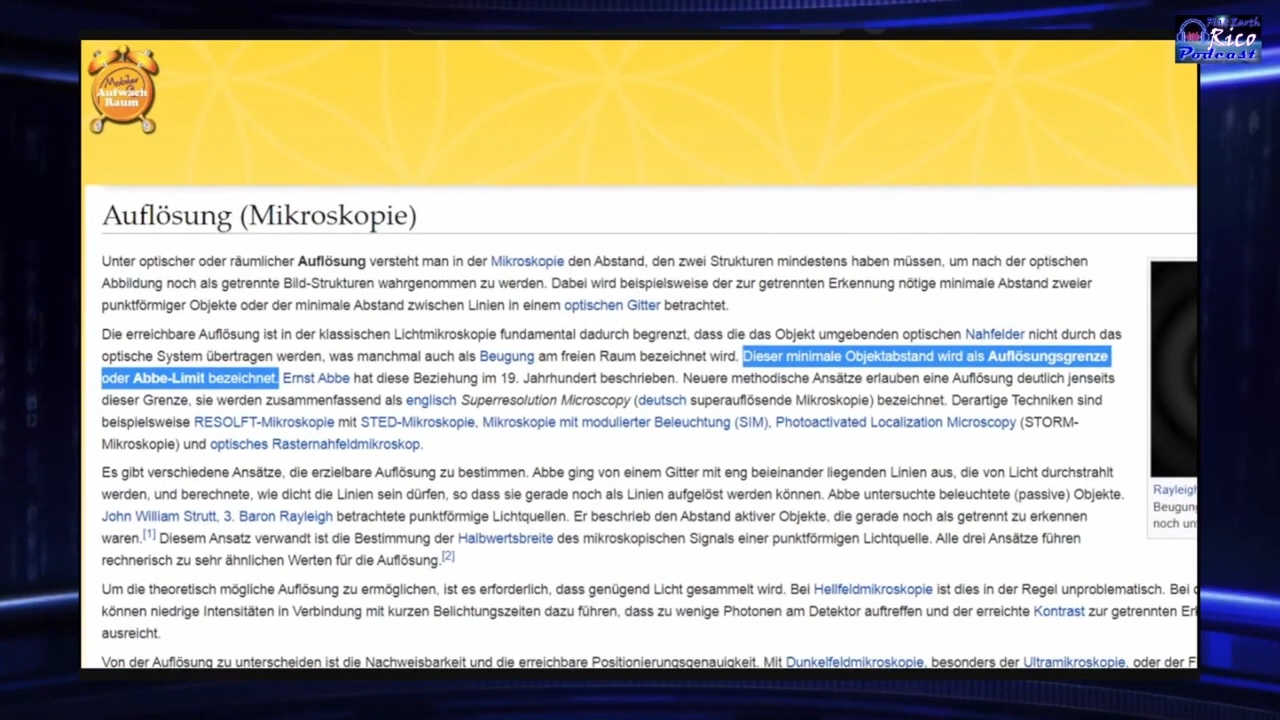 Flat Earth
Rico
Podcast
Mobiler
Aufwach
Raum
Auflösung (Mikroskopie)
Unter optischer oder räumlicher Auflösung versteht man in der Mikroskopie den Abstand, den zwei Strukturen mindestens haben müssen, um nach der optischen
Abbildung noch als getrennte Bild-Strukturen wahrgenommen zu werden. Dabei wird beispielsweise der zur getrennten Erkennung nötige minimale Abstand zweier
punktförmiger Objekte oder der minimale Abstand zwischen Linien in einem optischen Gitter betrachtet.
Die erreichbare Auflösung ist in der klassischen Lichtmikroskopie fundamental dadurch begrenzt, dass die das Objekt umgebenden optischen Nahfelder nicht durch das
optische System übertragen werden, was manchmal auch als Beugung am freien Raum bezeichnet wird. Dieser minimale Objektabstand wird als Auflösungsgrenze
oder Abbe-Limit bezeichnet. Ernst Abbe hat diese Beziehung im 19. Jahrhundert beschrieben. Neuere methodische Ansätze erlauben eine Auflösung deutlich jenseits
dieser Grenze, sie werden zusammenfassend als englisch Superresolution Microscopy (deutsch superauflösende Mikroskopie) bezeichnet. Derartige Techniken sind
beispielsweise RESOLFT-Mikroskopie mit STED-Mikroskopie, Mikroskopie mit modulierter Beleuchtung (SIM), Photoactivated Localization Microscopy (STORM-
Mikroskopie) und optisches Rasternahfeldmikroskop.
Es gibt verschiedene Ansätze, die erzielbare Auflösung zu bestimmen. Abbe ging von einem Gitter mit eng beieinander liegenden Linien aus, die von Licht durchstrahlt
werden, und berechnete, wie dicht die Linien sein dürfen, so dass sie gerade noch als Linien aufgelöst werden können. Abbe untersuchte beleuchtete (passive) Objekte.
John William Strutt, 3. Baron Rayleigh betrachtete punktförmige Lichtquellen. Er beschrieb den Abstand aktiver Objekte, die gerade noch als getrennt zu erkennen
waren.[1] Diesem Ansatz verwandt ist die Bestimmung der Halbwertsbreite des mikroskopischen Signals einer punktförmigen Lichtquelle. Alle drei Ansätze führen
rechnerisch zu sehr ähnlichen Werten für die Auflösung.[2]
Um die theoretisch mögliche Auflösung zu ermöglichen, ist es erforderlich, dass genügend Licht gesammelt wird. Bei Hellfeldmikroskopie ist dies in der Regel unproblematisch. Bei
können niedrige Intensitäten in Verbindung mit kurzen Belichtungszeiten dazu führen, dass zu wenige Photonen am Detektor auftreffen und der erreichte Kontrast zur getrennten
ausreicht.
Von der Auflösung zu unterscheiden ist die Nachweisbarkeit und die erreichbare Positionierungsgenauigkeit. Mit Dunkelfeldmikroskopie, besonders der Ultramikroskopie, oder der F
Rayleigh
Beugung
noch un